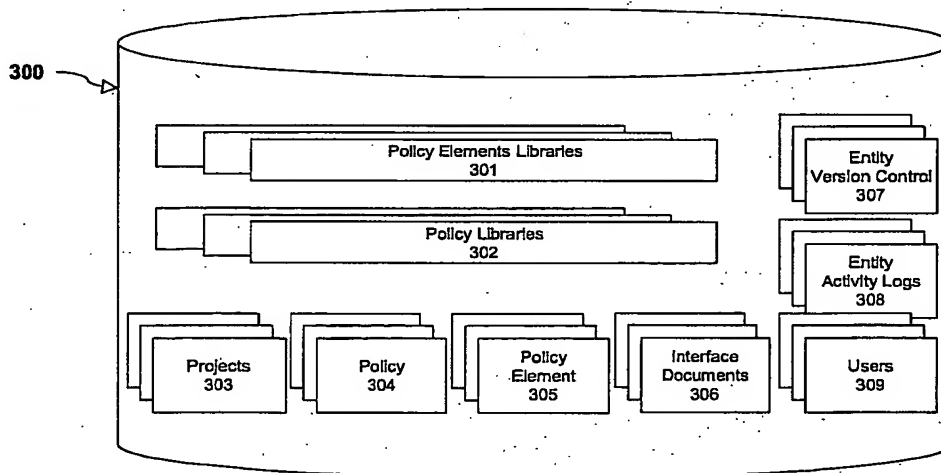 300
Policy Elements Libraries
301
Entity
Version Control
307
Policy Libraries
302
Entity
Activity Logs
308
Projects
303
Policy
304
Policy
Element
305
Interface
Documents
306
Users
309